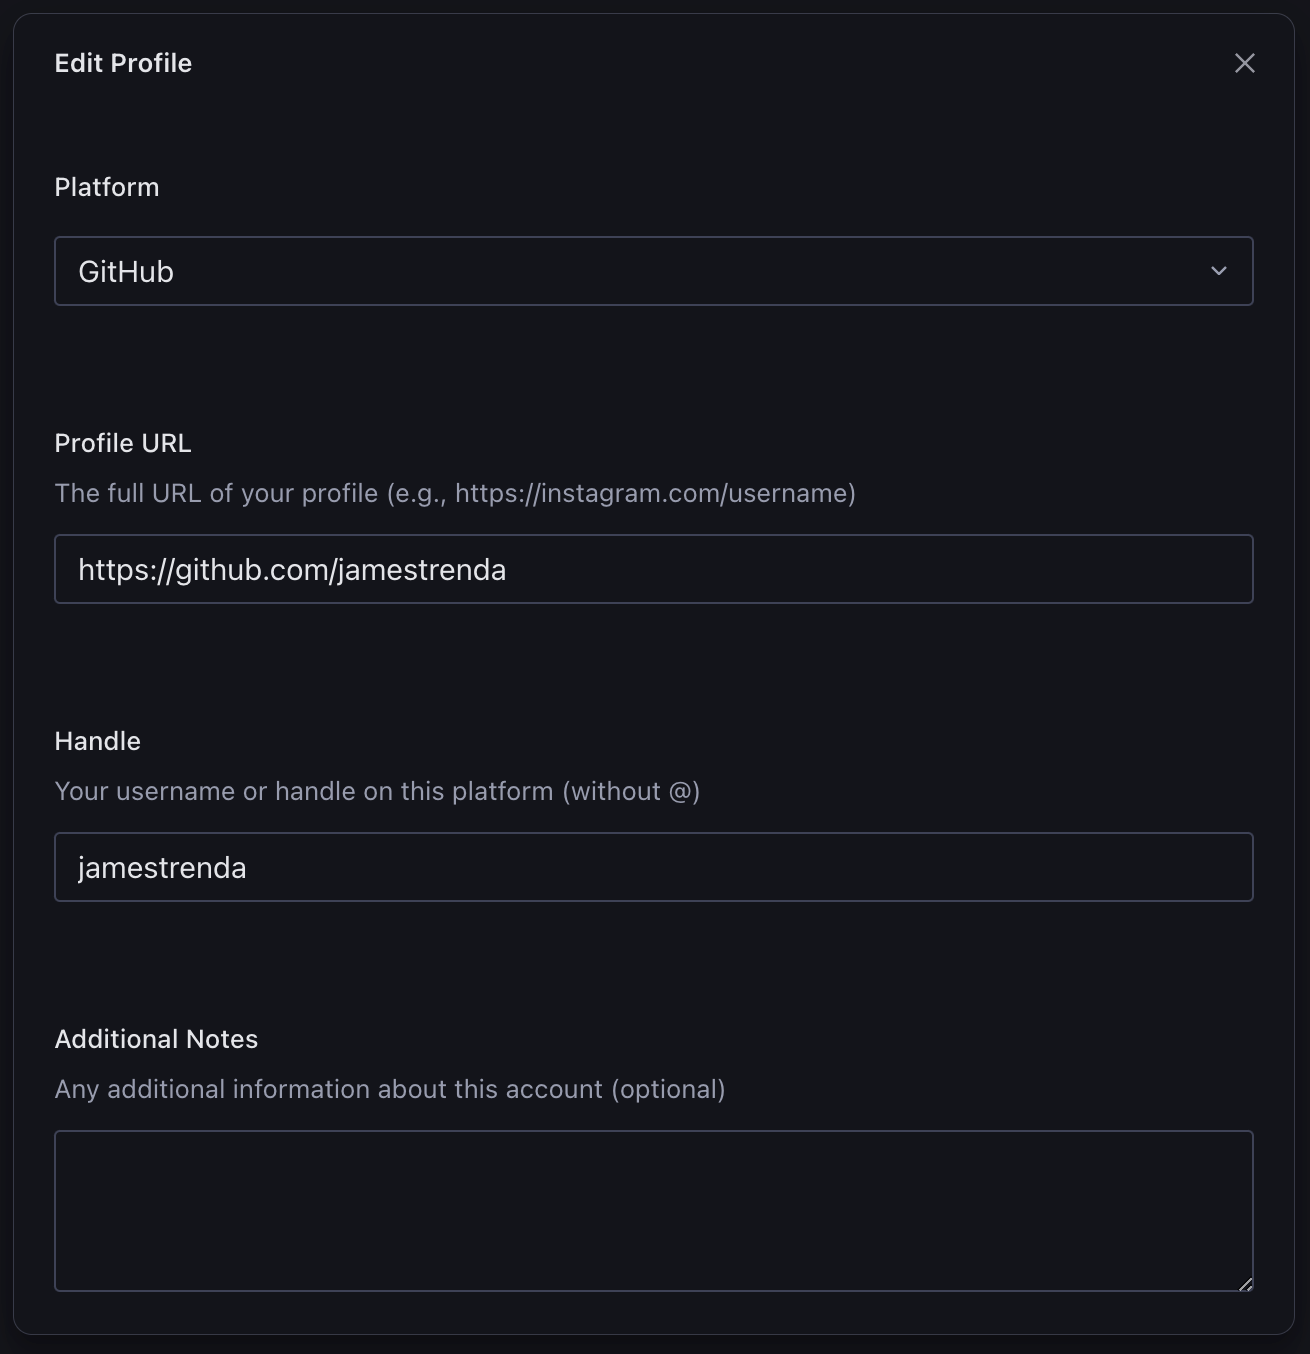 Edit Profile
Platform
GitHub
Profile URL
The full URL of your profile (e.g., https://instagram.com/username)
https://github.com/jamestrenda
Handle
Your username or handle on this platform (without @)
jamestrenda
Additional Notes
Any additional information about this account (optional)